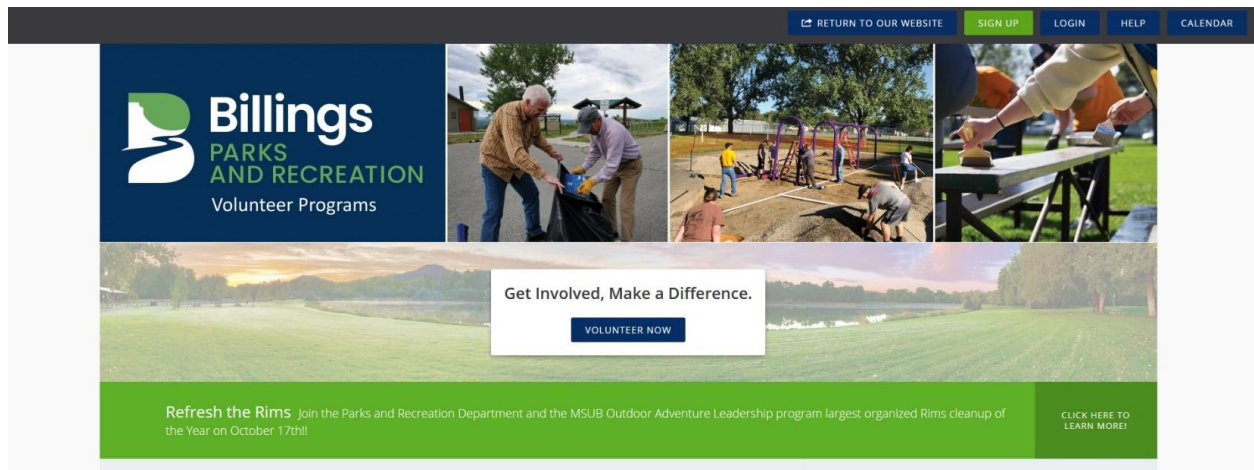 RETURN TO OUR WEBSITE
SIGN UP
LOGIN
HELP
CALENDAR
Billings
PARKS
AND RECREATION
Volunteer Programs
Get Involved, Make a Difference.
VOLUNTEER NOW
Refresh the Rims Join the Parks and Recreation Department and the MSUB Outdoor Adventure Leadership program largest organized Rims cleanup of
the Year on October 17th!!
CLICK HERE TO
LEARN MORE!